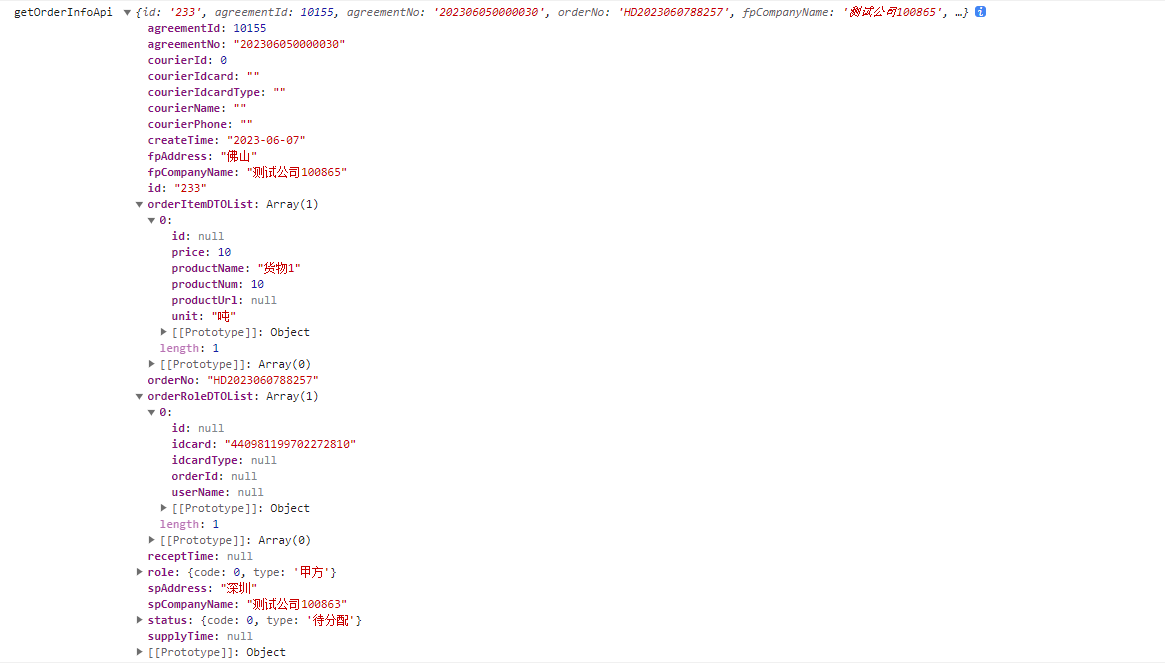 getOrderInfoApi ▼ {id: '233', agreementId: 10155, agreementNo: '202306050000030', orderNo: 'HD2023060788257', fpCompanyName: '测试公司100865', …} i
agreementId: 10155
agreementNo: "202306050000030"
courierId: 0
courierIdcard: ""
courierIdcardType: ""
courierName: ""
courierPhone: ""
createTime: "2023-06-07"
fpAddress: "佛山"
fpCompanyName: "测试公司100865"
id: "233"
▼ orderItemDTOList: Array(1)
▼ 0:
id: null
price: 10
productName: "货物1"
productNum: 10
productUrl: null
unit: "吨"
▶ [[Prototype]]: Object
length: 1
▶ [[Prototype]]: Array(0)
orderNo: "HD2023060788257"
▼ orderRoleDTOList: Array(1)
▼ 0:
id: null
idcard: "440981199702272810"
idcardType: null
orderId: null
userName: null
▶ [[Prototype]]: Object
length: 1
▶ [[Prototype]]: Array(0)
receptTime: null
▶ role: {code: 0, type: '甲方'}
spAddress: "深圳"
spCompanyName: "测试公司100863"
▶ status: {code: 0, type: '待分配'}
supplyTime: null
▶ [[Prototype]]: Object